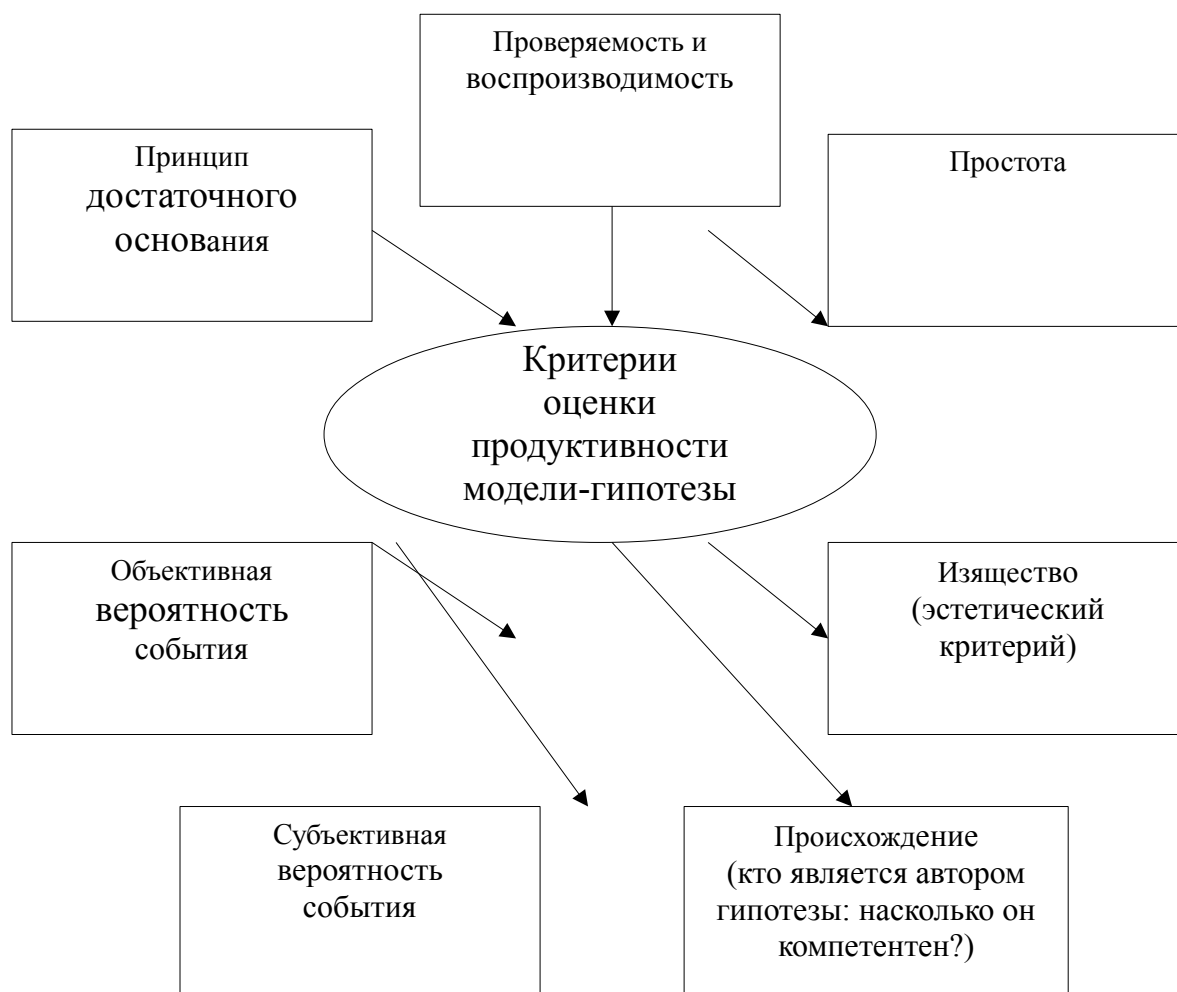 Проверяемость и
воспроизводимость
Принцип
достаточного
основания
Простота
Критерии
оценки
продуктивности
модели-гипотезы
Объективная
вероятность
события
Изящество
(эстетический
критерий)
Субъективная
вероятность
события
Происхождение
(кто является автором
гипотезы: насколько он
компетентен?)